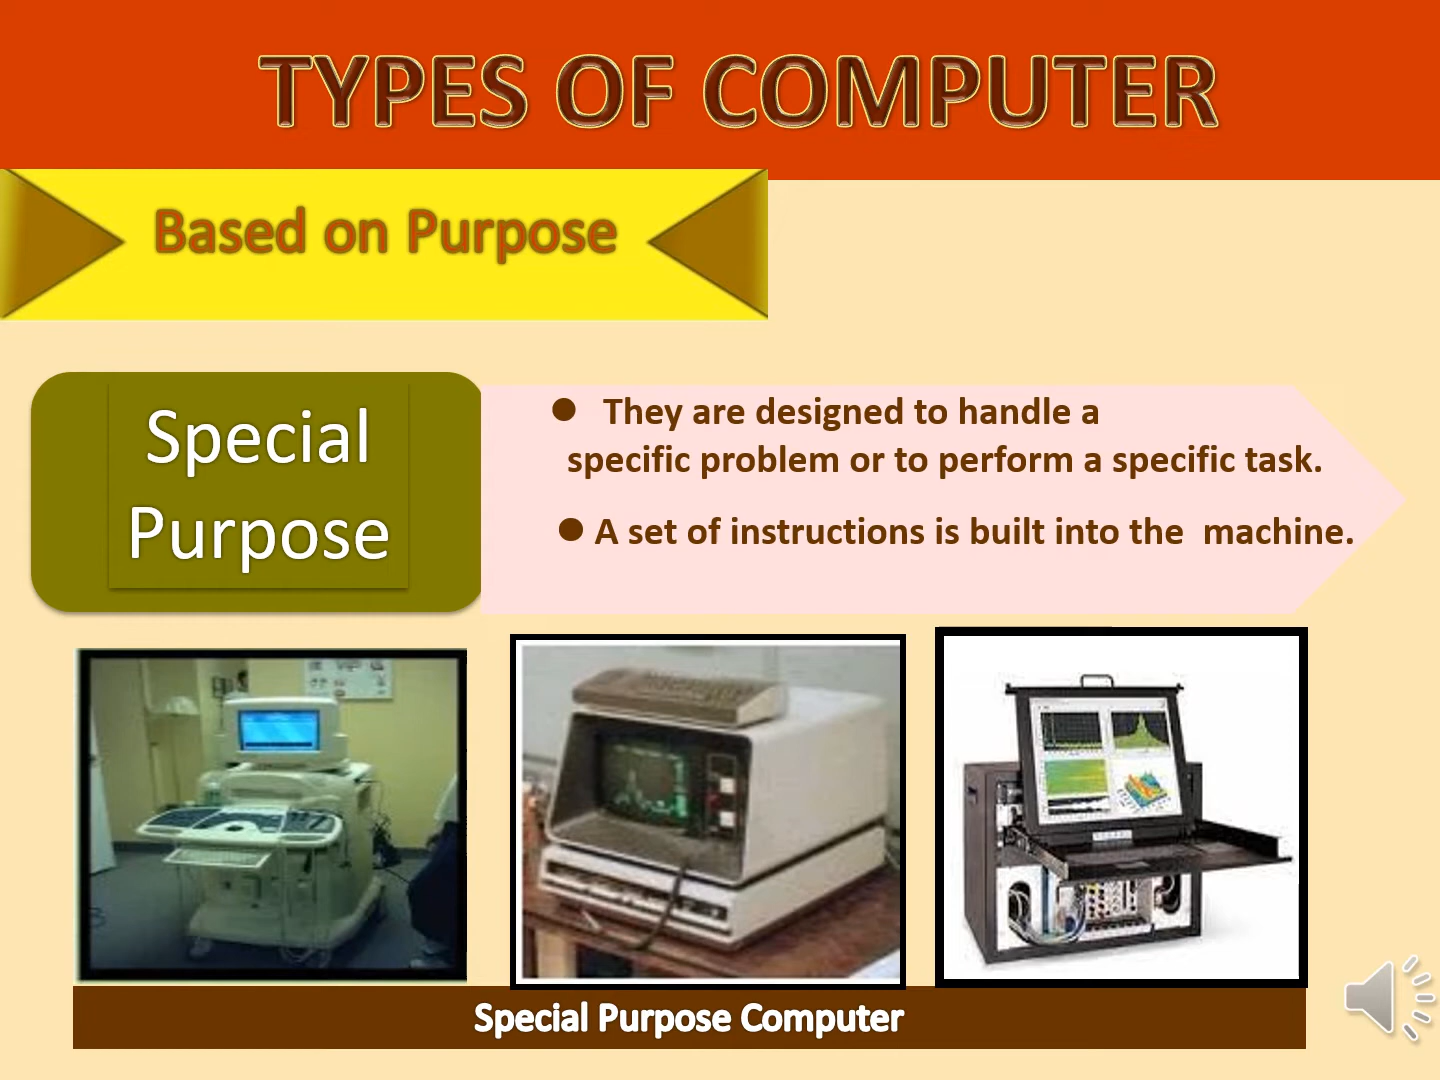 TYPES OF COMPUTER
Based on Purpose
Special
Purpose
● They are designed to handle a
specific problem or to perform a specific task.
● A set of instructions is built into the machine.
Special Purpose Computer